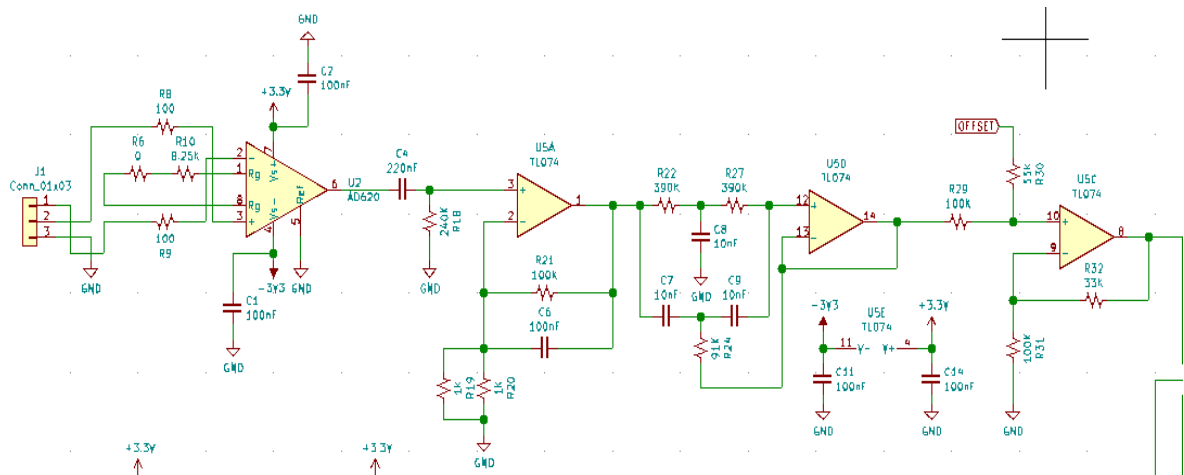 GND
C2
100nF
+3.3V
R8
100
R6
0
R10
8.25k
J1
Conn_01x03
1
2
3
2
1
8
3
-
Rg
Rg
+
Vs+
Vs-
Ref
7
6
5
4
U2
AD620
100
R9
GND
-3V3
GND
C1
100nF
GND
C4
220nF
240K
R18
GND
U5A
TL074
3
2
1
+
-
R21
100k
C6
100nF
1k
R19
1k
R20
GND
R22
390k
R27
390k
C8
10nF
GND
C7
10nF
C9
10nF
91K
R24
U5D
TL074
12
13
14
+
-
R29
100k
OFFSET
R30
U5C
TL074
10
9
8
+
-
R32
33k
100K
R31
GND
-3V3
U5E
TL074
+3.3V
11
V-
V+
4
C11
100nF
C14
100nF
GND
GND
+3.3V
+3.3V